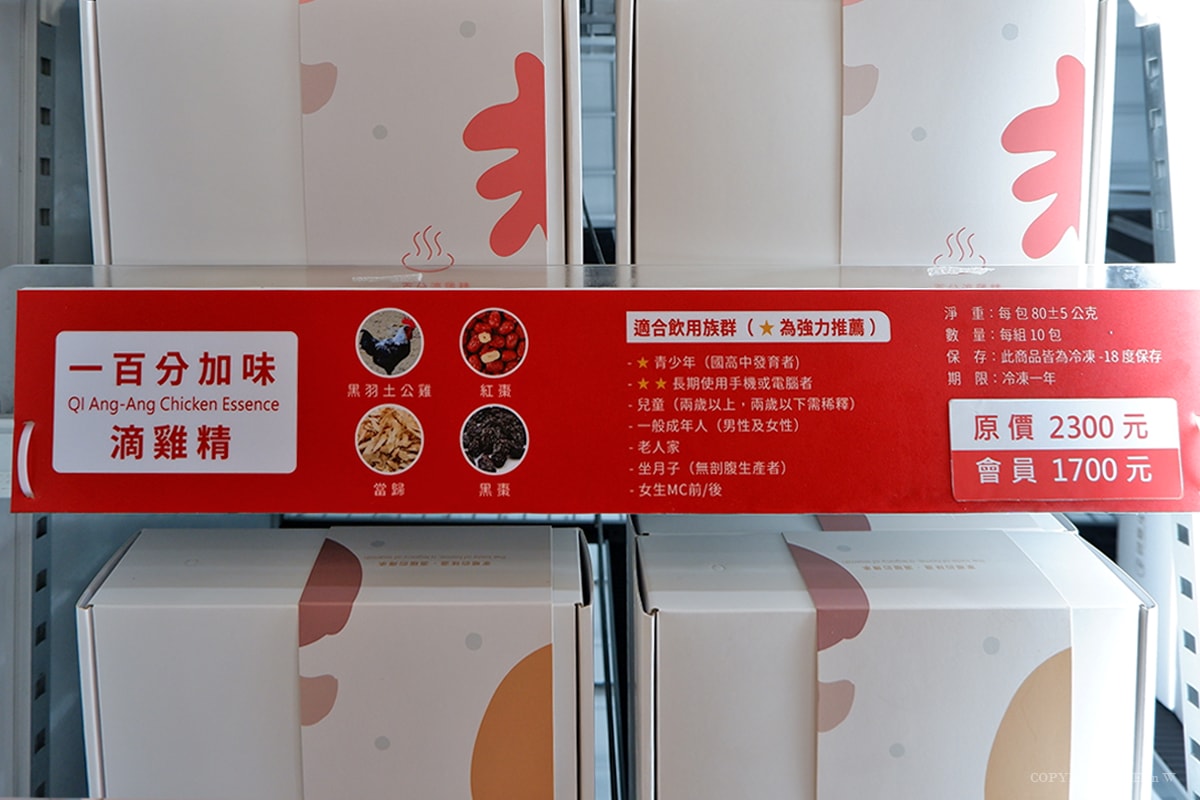 一百分加味
QI Ang-Ang Chicken Essence
滴雞精
黑羽土公雞
紅棗
當歸
黑棗
適合飲用族群（★為強力推薦）
-★青少年（國高中發育者）
-★★長期使用手機或電腦者
-兒童（兩歲以上，兩歲以下需稀釋）
-一般成年人（男性及女性）
-老人家
-坐月子（無剖腹生產者）
-女生MC前/後
淨 重：每包80±5公克
數 量：每組10包
保 存：此商品皆為冷凍-18度保存
期 限：冷凍一年
原價 2300元
會員 1700元